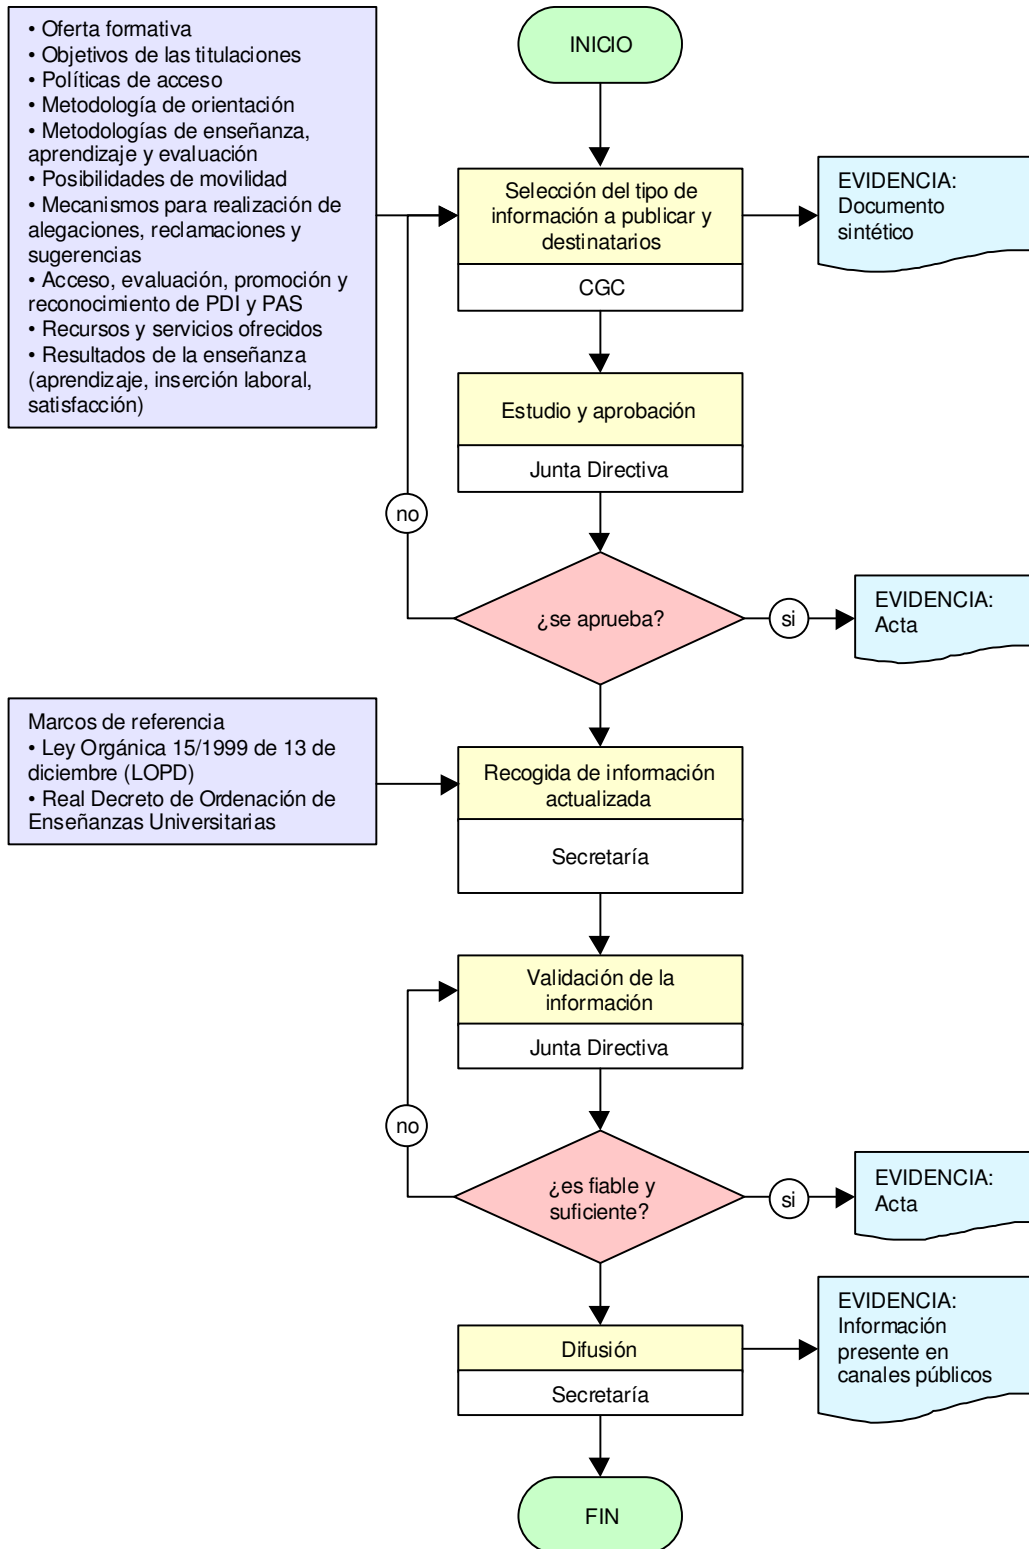 • Oferta formativa
• Objetivos de las titulaciones
• Políticas de acceso
• Metodología de orientación
• Metodologías de enseñanza,
aprendizaje y evaluación
• Posibilidades de movilidad
• Mecanismos para realización de
alegaciones, reclamaciones y
sugerencias
• Acceso, evaluación, promoción y
reconocimiento de PDI y PAS
• Recursos y servicios ofrecidos
• Resultados de la enseñanza
(aprendizaje, inserción laboral,
satisfacción)
INICIO
Selección del tipo de
información a publicar y
destinatarios
CGC
EVIDENCIA:
Documento
sintético
Estudio y aprobación
Junta Directiva
no
¿se aprueba?
si
EVIDENCIA:
Acta
Marcos de referencia
• Ley Orgánica 15/1999 de 13 de
diciembre (LOPD)
• Real Decreto de Ordenación de
Enseñanzas Universitarias
Recogida de información
actualizada
Secretaría
Validación de la
información
Junta Directiva
no
¿es fiable y
suficiente?
si
EVIDENCIA:
Acta
Difusión
Secretaría
EVIDENCIA:
Información
presente en
canales públicos
FIN